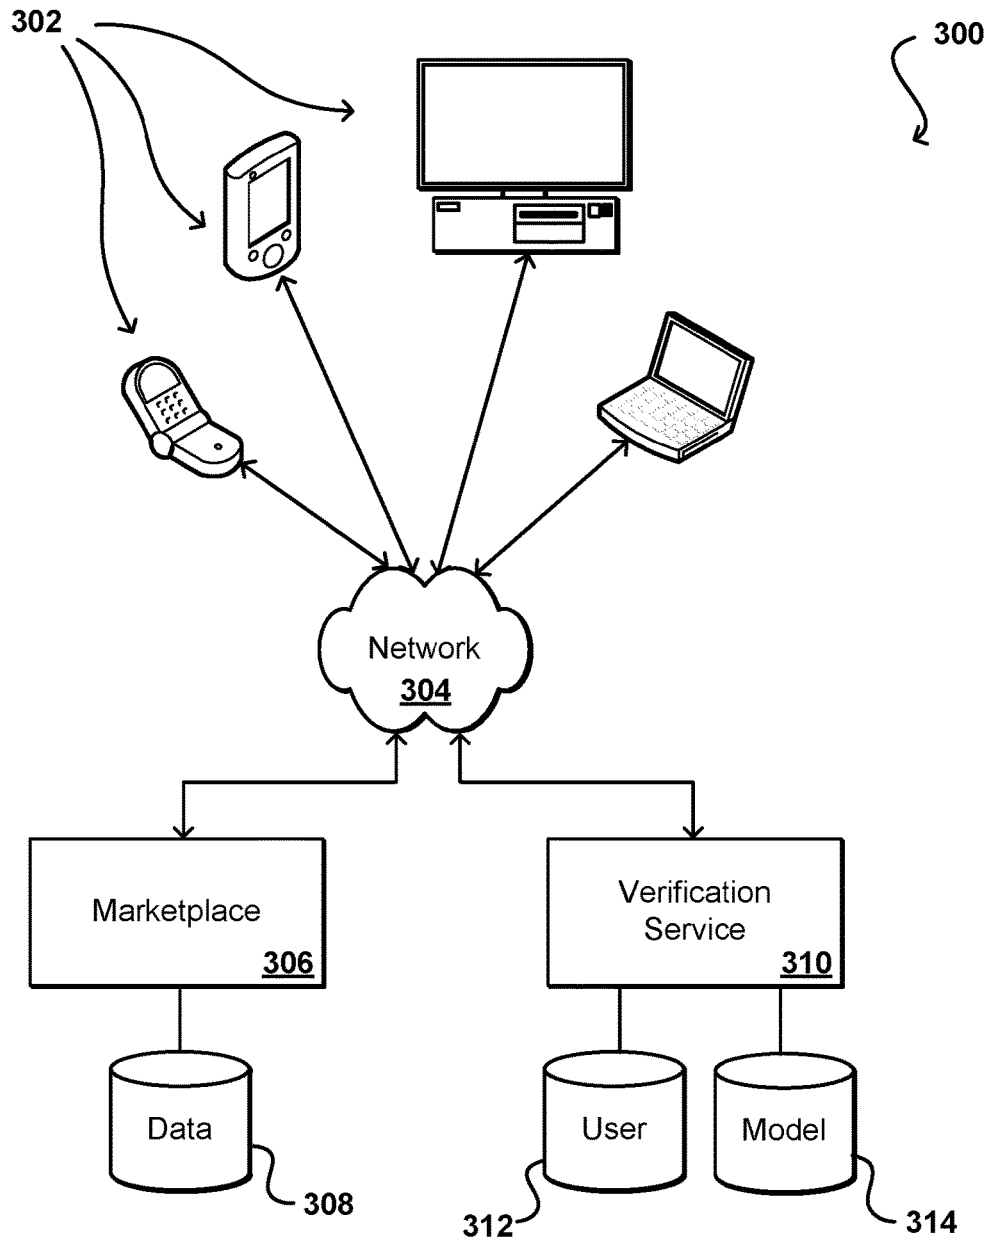 302
300
Network
304
Marketplace
306
Verification
Service
310
Data
308
User
312
Model
314